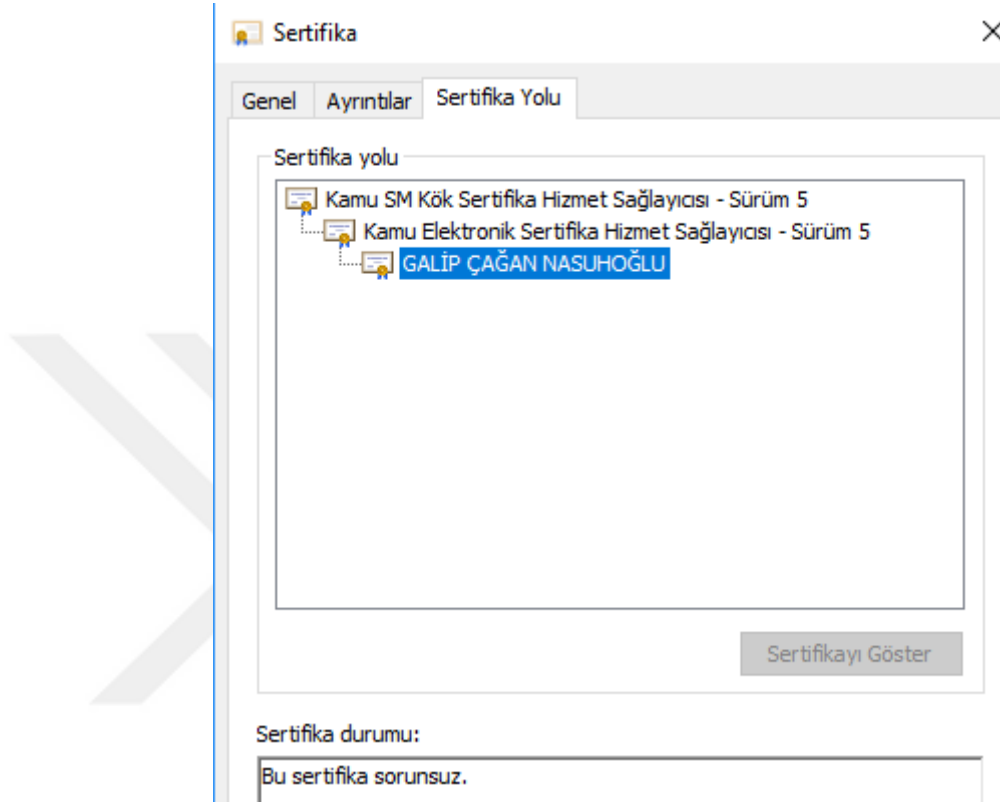 Sertifika
Genel Ayrıntılar Sertifika Yolu
Sertifika yolu
Kamu SM Kök Sertifika Hizmet Sağlayıcısı - Sürüm 5
Kamu Elektronik Sertifika Hizmet Sağlayıcısı - Sürüm 5
GALİP ÇAĞAN NASUHOĞLU
Sertifikayı Göster
Sertifika durumu:
Bu sertifika sorunsuz.